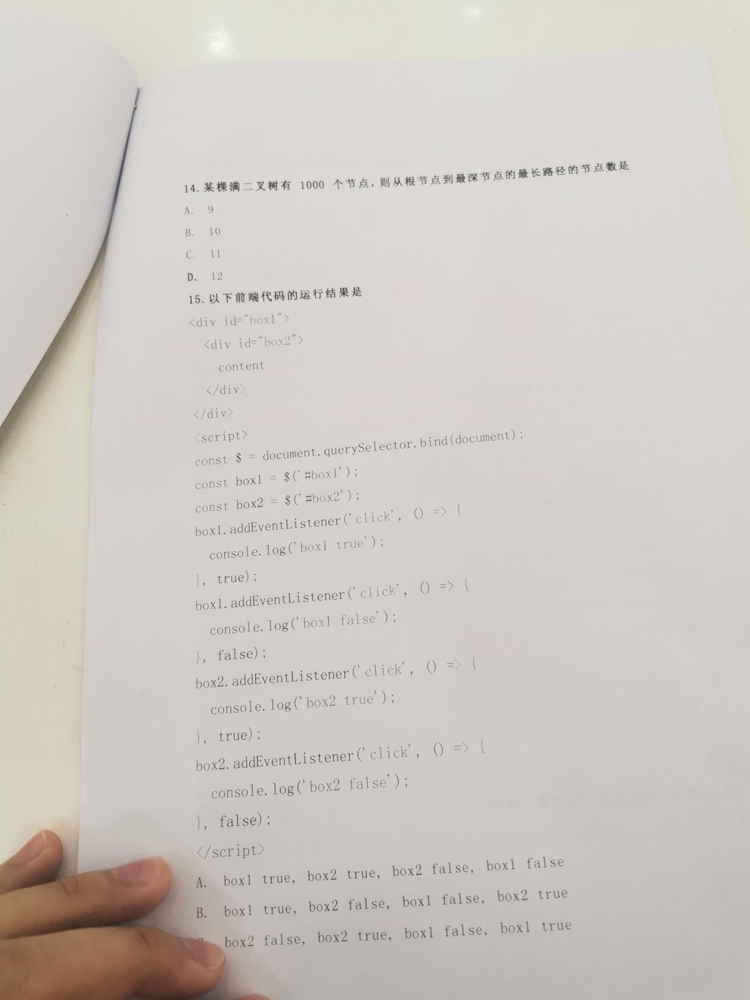 14. 某棵满二叉树有 1000 个节点, 则从根节点到最深节点的最长路径的节点数是
A. 9
B. 10
C. 11
D. 12
15. 以下前端代码的运行结果是
<div id="box1">
<div id="box2">
content
</div>
</div>
<script>
const $ = document.querySelector.bind(document);
const box1 = $('#box1');
const box2 = $('#box2');
box1.addEventListener('click', () => {
console.log('box1 true');
}, true);
box1.addEventListener('click', () => {
console.log('box1 false');
}, false);
box2.addEventListener('click', () => {
console.log('box2 true');
}, true);
box2.addEventListener('click', () => {
console.log('box2 false');
}, false);
</script>
A. box1 true, box2 true, box2 false, box1 false
B. box1 true, box2 false, box1 false, box2 true
box2 false, box2 true, box1 false, box1 true